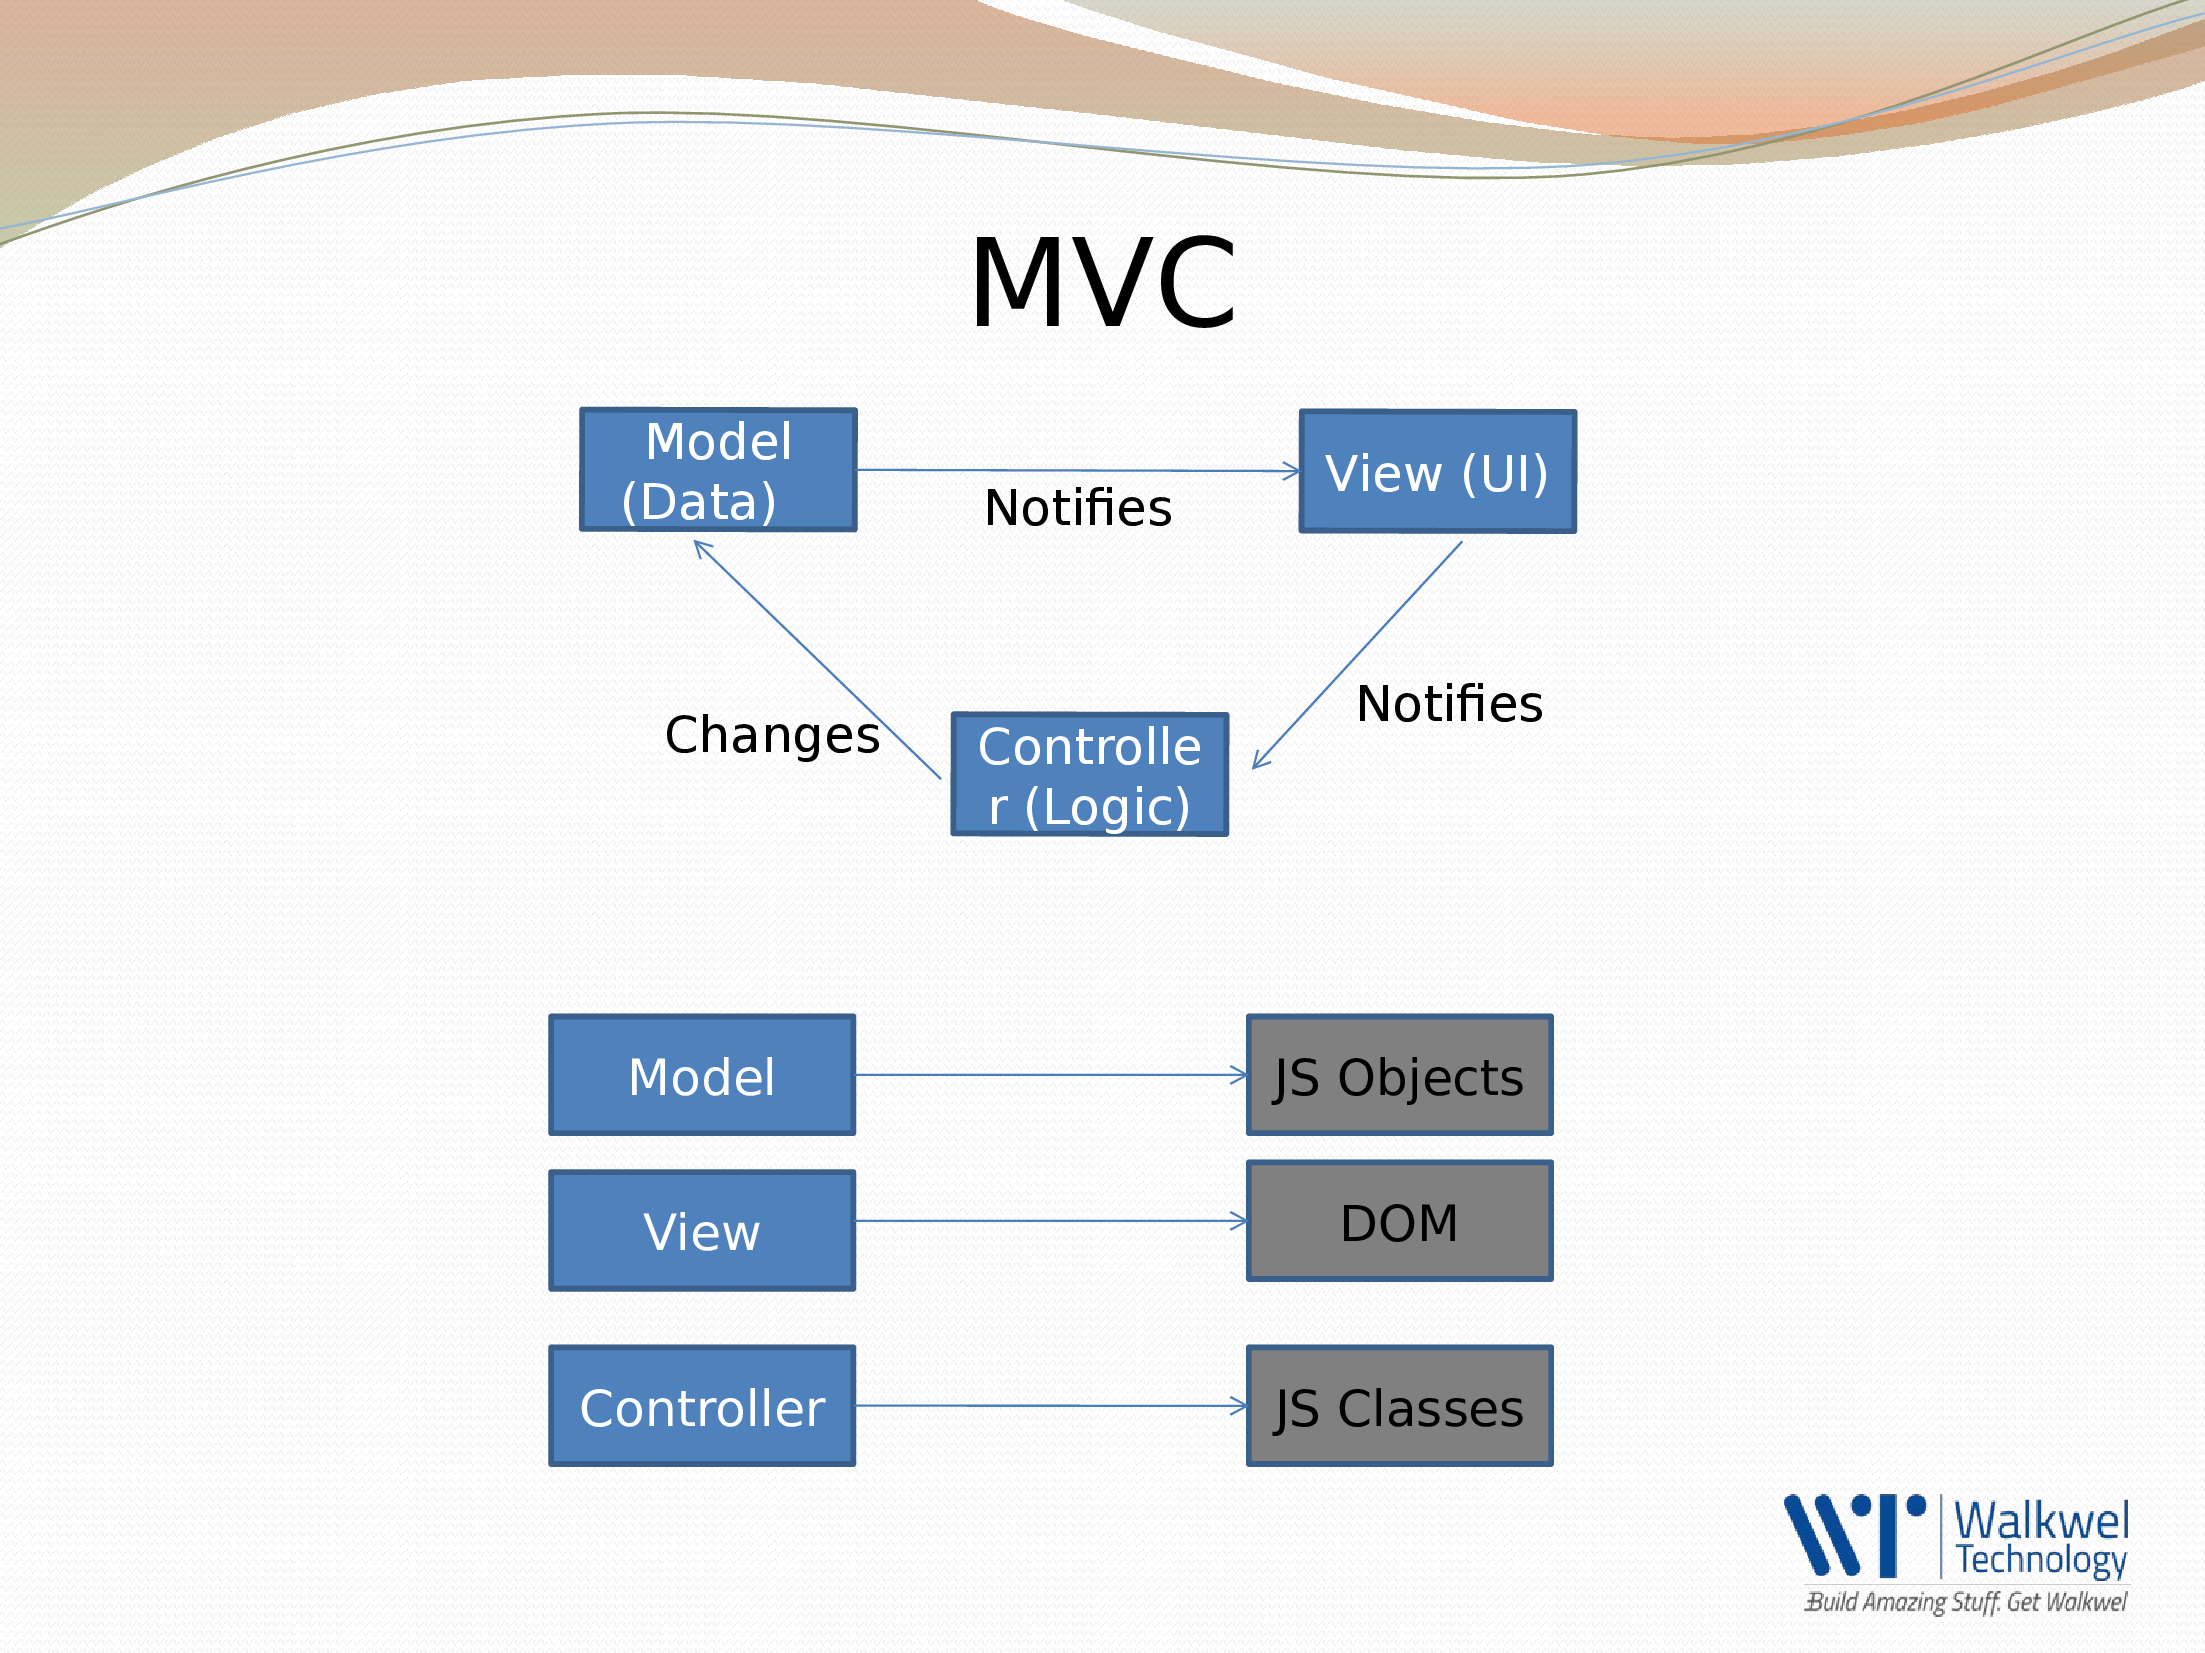 MVC
Model
(Data)
View (UI)
Notifies
Notifies
Changes
Controlle
r (Logic)
Model
JS Objects
View
DOM
Controller
JS Classes
Walkwel
Technology
Build Amazing Stuff. Get Walkwel